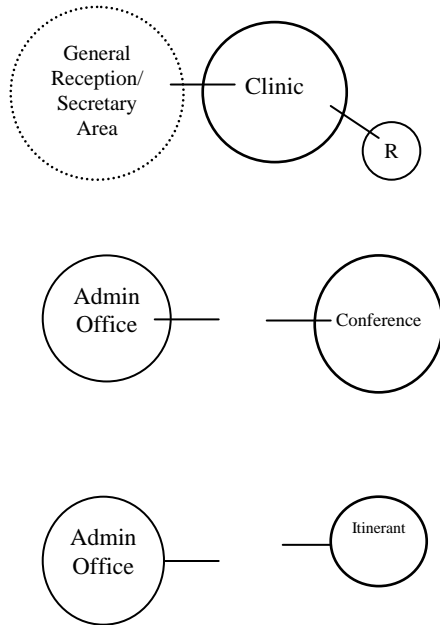 General
Reception/
Secretary
Area
Clinic
R
Admin
Office
Conference
Admin
Office
Itinerant